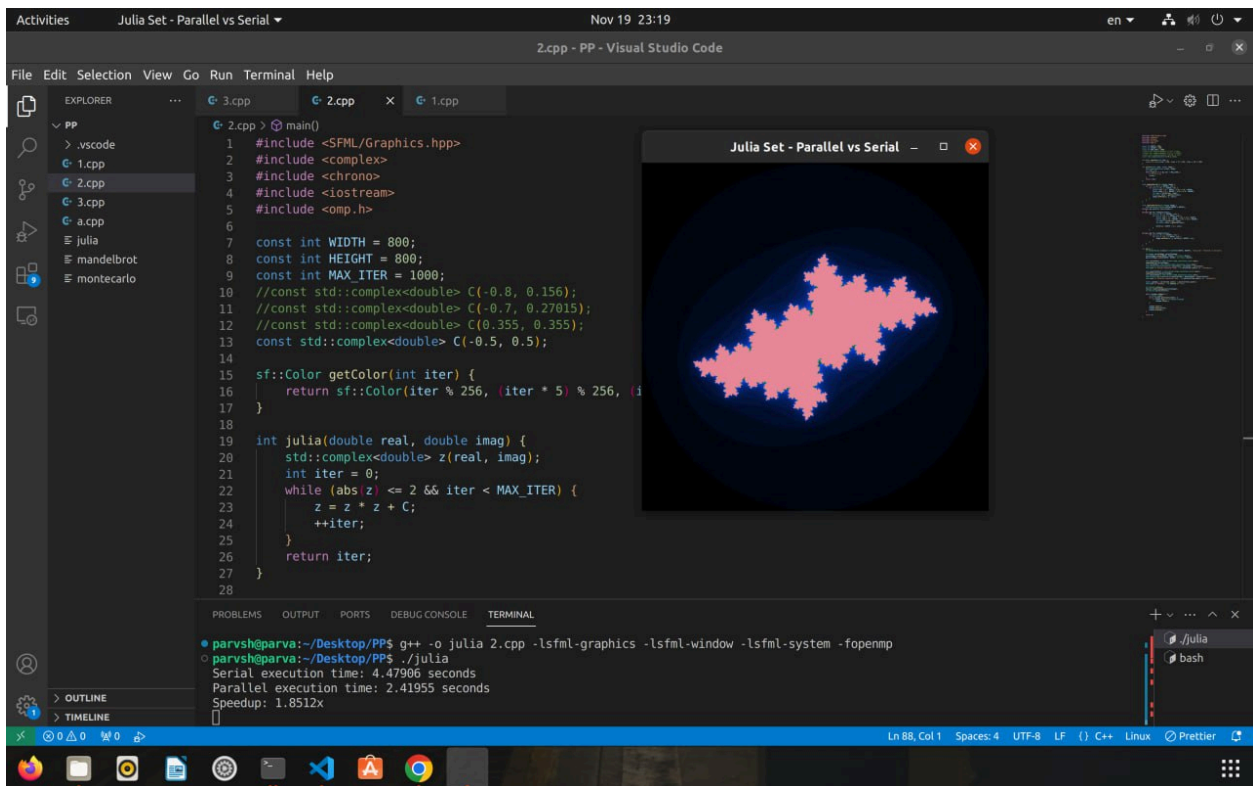 Activities Julia Set - Parallel vs Serial Nov 19 23:19 en
2.cpp - PP - Visual Studio Code
File Edit Selection View Go Run Terminal Help
EXPLORER
PP
.vscode
1.cpp
2.cpp
3.cpp
a.cpp
julia
mandelbrot
montecarlo
OUTLINE
TIMELINE
9
1
3.cpp 2.cpp 1.cpp
2.cpp > main()
1 #include <SFML/Graphics.hpp>
2 #include <complex>
3 #include <chrono>
4 #include <iostream>
5 #include <omp.h>
6
7 const int WIDTH = 800;
8 const int HEIGHT = 800;
9 const int MAX_ITER = 1000;
10 //const std::complex<double> C(-0.8, 0.156);
11 //const std::complex<double> C(-0.7, 0.27015);
12 //const std::complex<double> C(0.355, 0.355);
13 const std::complex<double> C(-0.5, 0.5);
14
15 sf::Color getColor(int iter) {
16 return sf::Color(iter % 256, (iter * 5) % 256, (i
17 }
18
19 int julia(double real, double imag) {
20 std::complex<double> z(real, imag);
21 int iter = 0;
22 while (abs(z) <= 2 && iter < MAX_ITER) {
23 z = z * z + C;
24 ++iter;
25 }
26 return iter;
27 }
28
Julia Set - Parallel vs Serial
PROBLEMS OUTPUT PORTS DEBUG CONSOLE TERMINAL
parvsh@parva:~/Desktop/PP$ g++ -o julia 2.cpp -lsfml-graphics -lsfml-window -lsfml-system -fopenmp
parvsh@parva:~/Desktop/PP$ ./julia
Serial execution time: 4.47906 seconds
Parallel execution time: 2.41955 seconds
Speedup: 1.8512x
./julia
bash
0 0 0 Ln 88, Col 1 Spaces: 4 UTF-8 LF {} C++ Linux Prettier